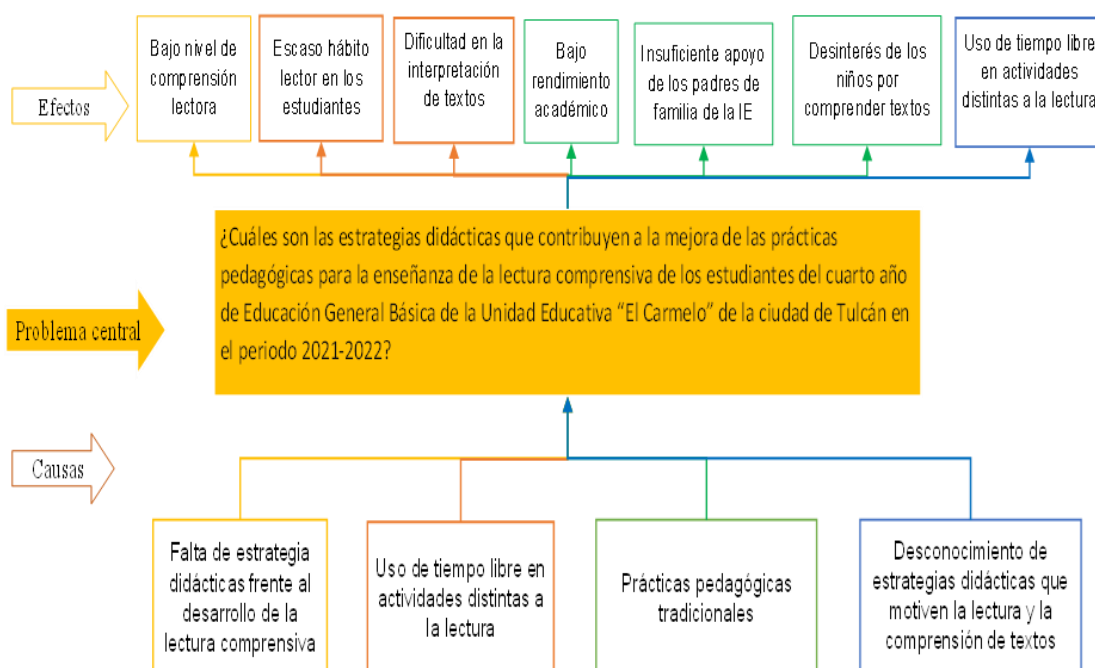 Efectos
Bajo nivel de
comprensión
lectora
Escaso hábito
lector en los
estudiantes
Dificultad en la
interpretación
de textos
Bajo
rendimiento
académico
Insuficiente apoyo
de los padres de
familia de la IE
Desinterés de los
niños por
comprender textos
Uso de tiempo libre
en actividades
distintas a la lectura
Problema central
¿Cuáles son las estrategias didácticas que contribuyen a la mejora de las prácticas
pedagógicas para la enseñanza de la lectura comprensiva de los estudiantes del cuarto año
de Educación General Básica de la Unidad Educativa “El Carmelo” de la ciudad de Tulcán en
el periodo 2021-2022?
Causas
Falta de estrategia
didácticas frente al
desarrollo de la
lectura comprensiva
Uso de tiempo libre en
actividades distintas a
la lectura
Prácticas pedagógicas
tradicionales
Desconocimiento de
estrategias didácticas que
motiven la lectura y la
comprensión de textos